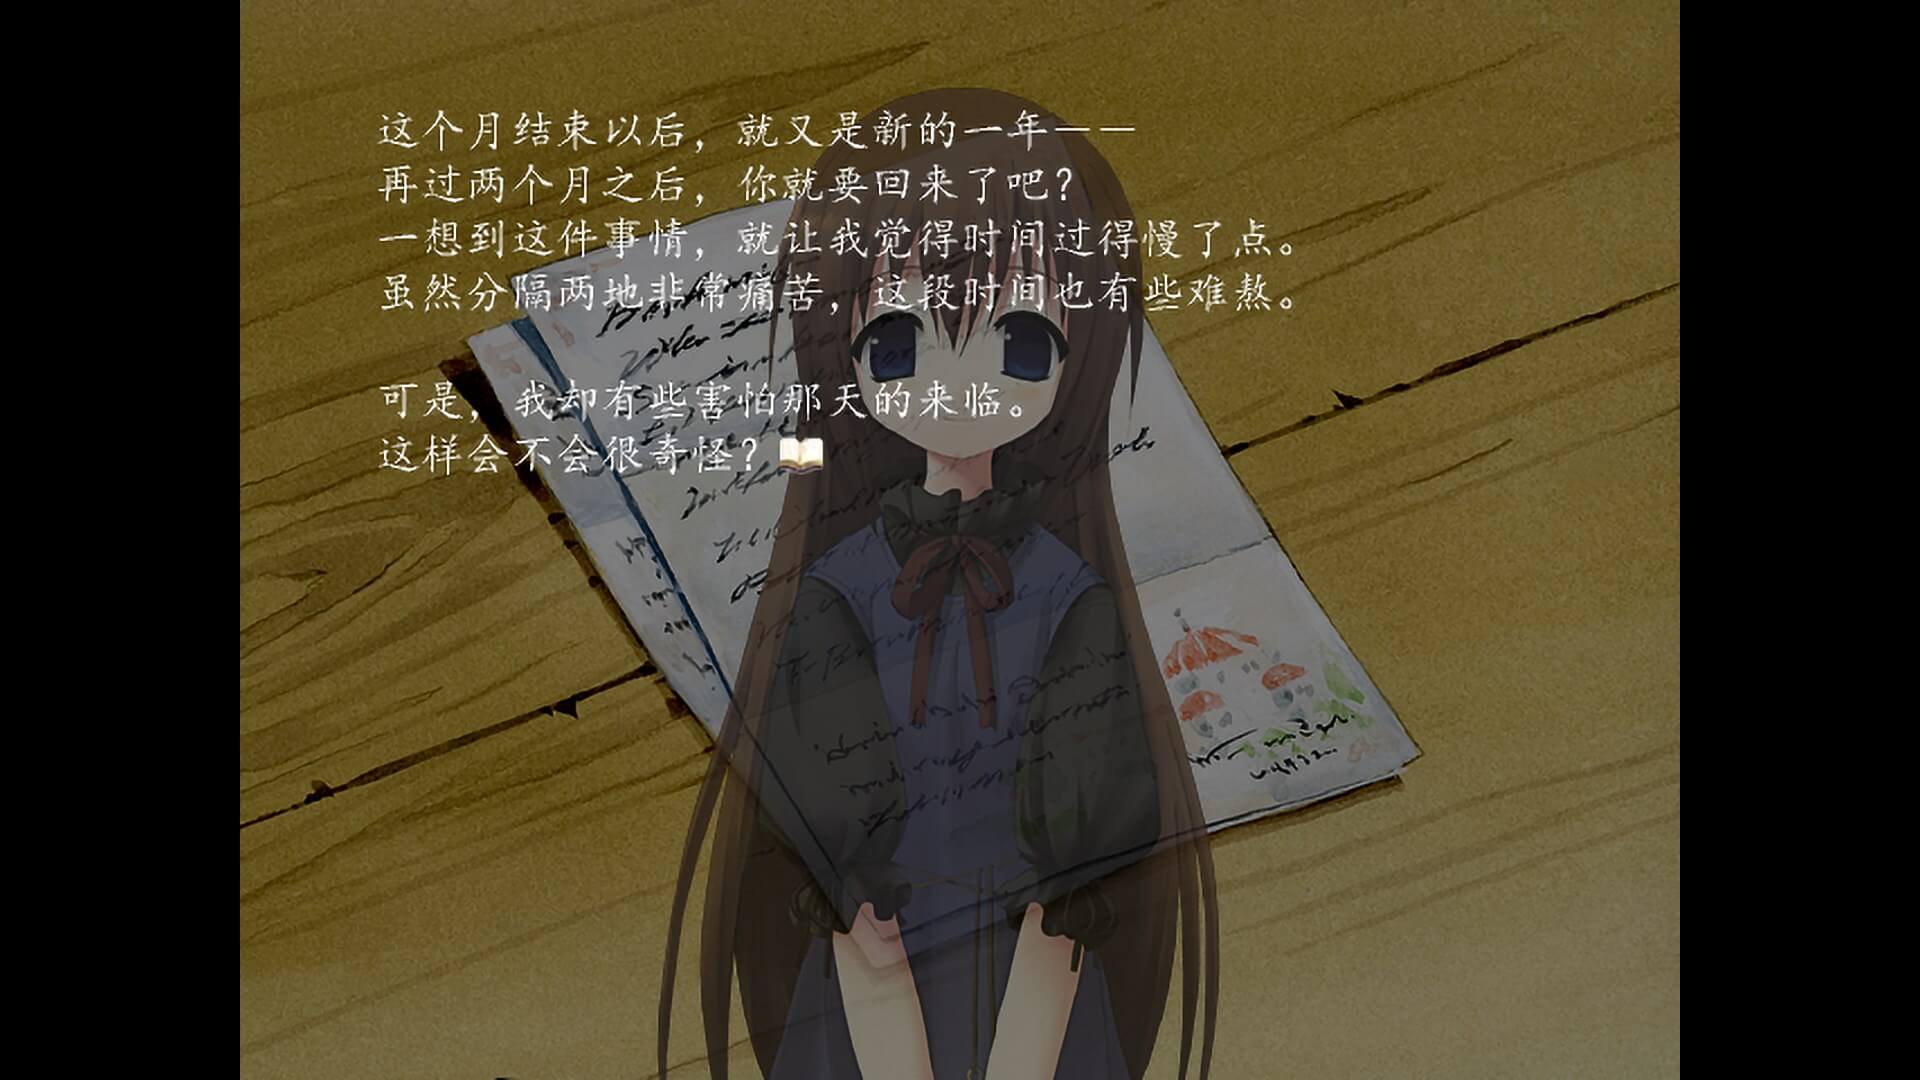 这个月结束以后，就又是新的一年——
再过两个月之后，你就要回来了吧？
一想到这件事情，就让我觉得时间过得慢了点。
虽然分隔两地非常痛苦，这段时间也有些难熬。
可是，我却有些害怕那天的来临。
这样会不会很奇怪？